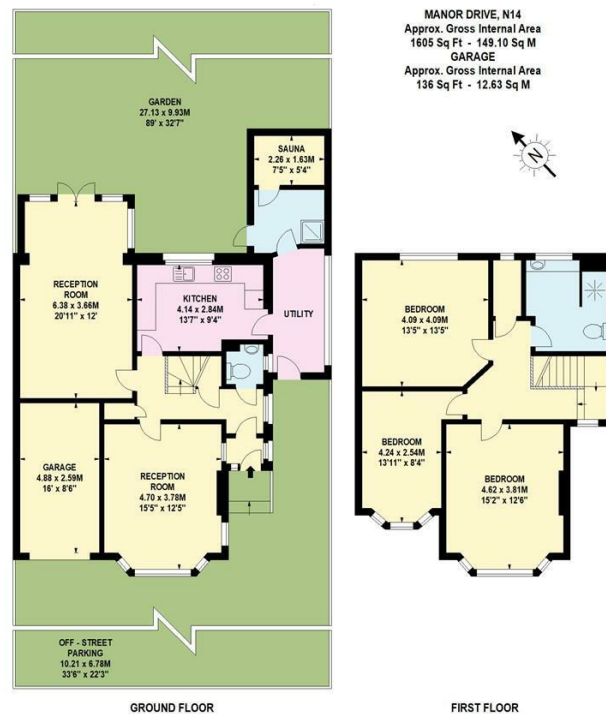 MANOR DRIVE, N14
Approx. Gross Internal Area
1605 Sq Ft - 149.10 Sq M
GARAGE
Approx. Gross Internal Area
136 Sq Ft - 12.63 Sq M
N
GARDEN
27.13 x 9.93M
89' x 32'7"
SAUNA
2.26 x 1.63M
7'5" x 5'4"
RECEPTION
ROOM
6.38 x 3.66M
20'11" x 12'
KITCHEN
4.14 x 2.84M
13'7" x 9'4"
UTILITY
GARAGE
4.88 x 2.59M
16' x 8'6"
RECEPTION
ROOM
4.70 x 3.78M
15'5" x 12'5"
OFF - STREET
PARKING
10.21 x 6.78M
33'6" x 22'3"
GROUND FLOOR
BEDROOM
4.09 x 4.09M
13'5" x 13'5"
BEDROOM
4.24 x 2.54M
13'11" x 8'4"
BEDROOM
4.62 x 3.81M
15'2" x 12'6"
FIRST FLOOR